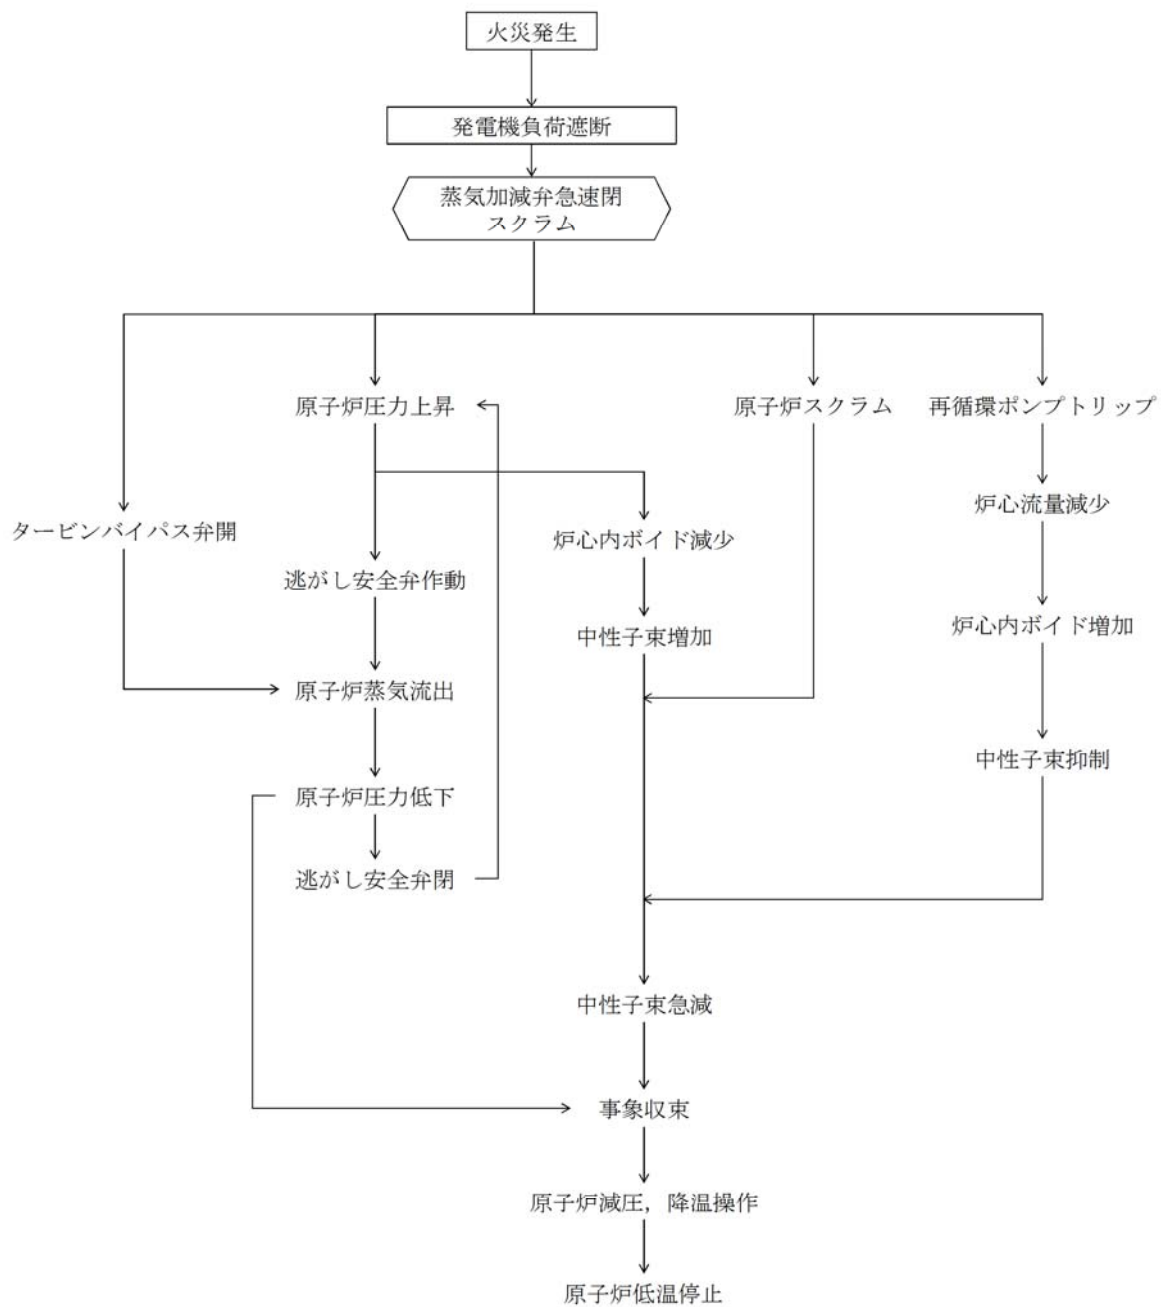 火災発生
発電機負荷遮断
蒸気加減弁急速閉
スクラム
原子炉圧力上昇
原子炉スクラム
再循環ポンプトリップ
炉心流量減少
タービンバイパス弁開
炉心内ボイド減少
逃がし安全弁作動
炉心内ボイド増加
中性子束増加
原子炉蒸気流出
中性子束抑制
原子炉圧力低下
逃がし安全弁閉
中性子束急減
事象収束
原子炉減圧，降温操作
原子炉低温停止